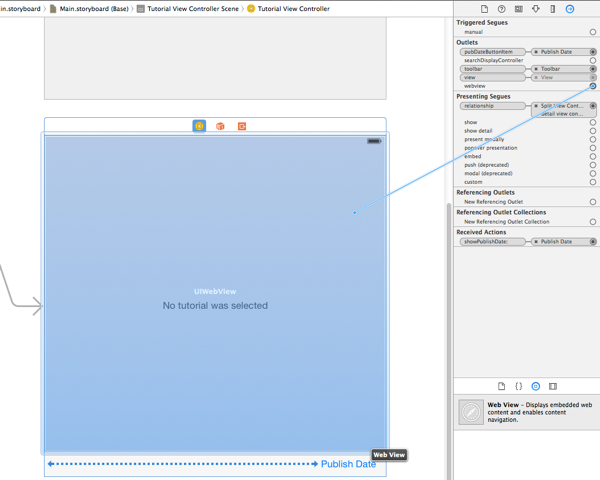 in.storyboard Main.storyboard (Base) Tutorial View Controller Scene Tutorial View Controller
Triggered Segues
manual
Outlets
pubDateButtonItem Publish Date
searchDisplayController
toolbar Toolbar
view View
webview
Presenting Segues
relationship Split View Cont...
detail view con...
show
show detail
present modally
popover presentation
embed
push (deprecated)
modal (deprecated)
custom
Referencing Outlets
New Referencing Outlet
Referencing Outlet Collections
New Referencing Outlet Collection
Received Actions
showPublishDate: Publish Date
UIWebView
No tutorial was selected
Web View
Publish Date
{ }
Web View – Displays embedded web
content and enables content
navigation.